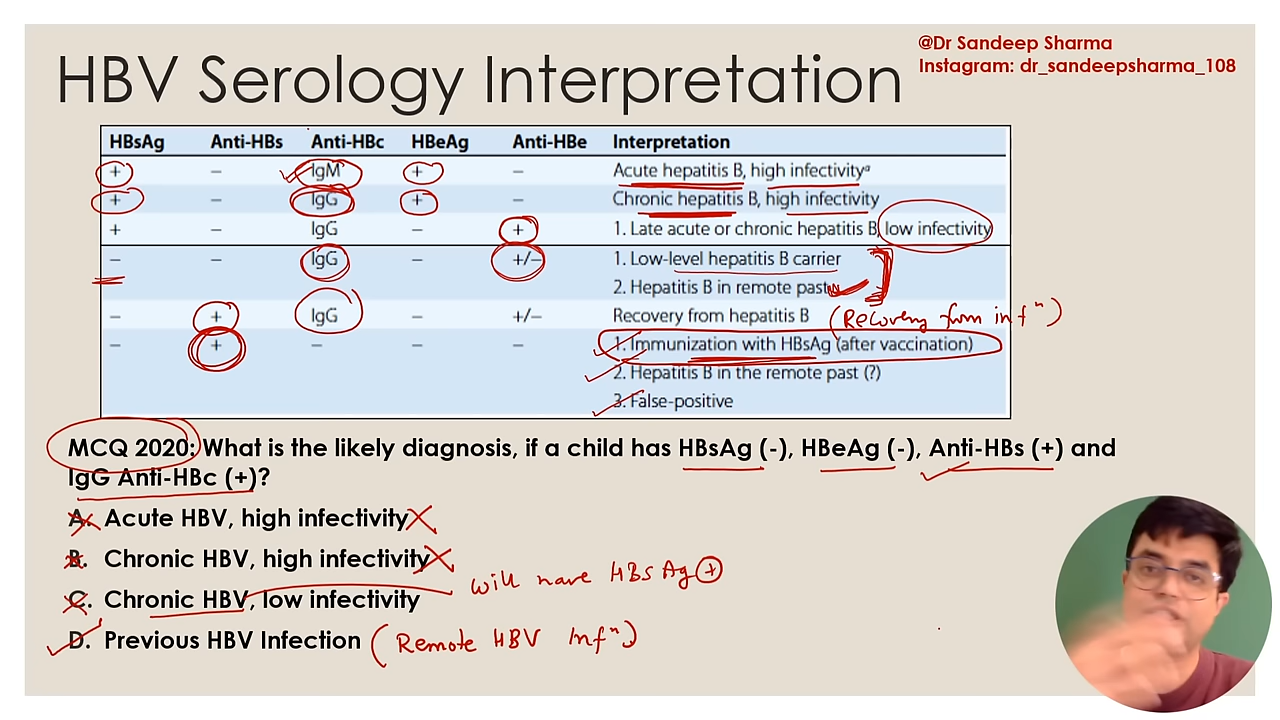 @Dr Sandeep Sharma
Instagram: dr_sandeepsharma_108
HBV Serology Interpretation
HBsAg Anti-HBs Anti-HBc HBeAg Anti-HBe Interpretation
+ – IgM + – Acute hepatitis B, high infectivityᵃ
+ – IgG + – Chronic hepatitis B, high infectivity
+ – IgG – + 1. Late acute or chronic hepatitis B, low infectivity
– – IgG – +/– 1. Low-level hepatitis B carrier
2. Hepatitis B in remote past
– + IgG – +/– Recovery from hepatitis B (Recovery from infⁿ)
– + – – – 1. Immunization with HBsAg (after vaccination)
2. Hepatitis B in the remote past (?)
3. False-positive
MCQ 2020: What is the likely diagnosis, if a child has HBsAg (-), HBeAg (-), Anti-HBs (+) and
IgG Anti-HBc (+)?
A. Acute HBV, high infectivity
B. Chronic HBV, high infectivity
will have HBsAg +
C. Chronic HBV, low infectivity
D. Previous HBV Infection (Remote HBV Infⁿ)